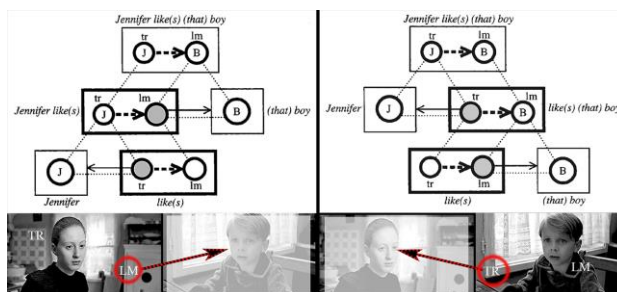 Jennifer like(s) (that) boy
tr
lm
J
B
tr
lm
Jennifer like(s)
J
B
(that) boy
J
Jennifer
tr
lm
like(s)
Jennifer like(s) (that) boy
tr
lm
J
B
Jennifer
J
tr
lm
B
like(s) (that) boy
tr
lm
like(s)
B
(that) boy
TR
LM
TR
LM